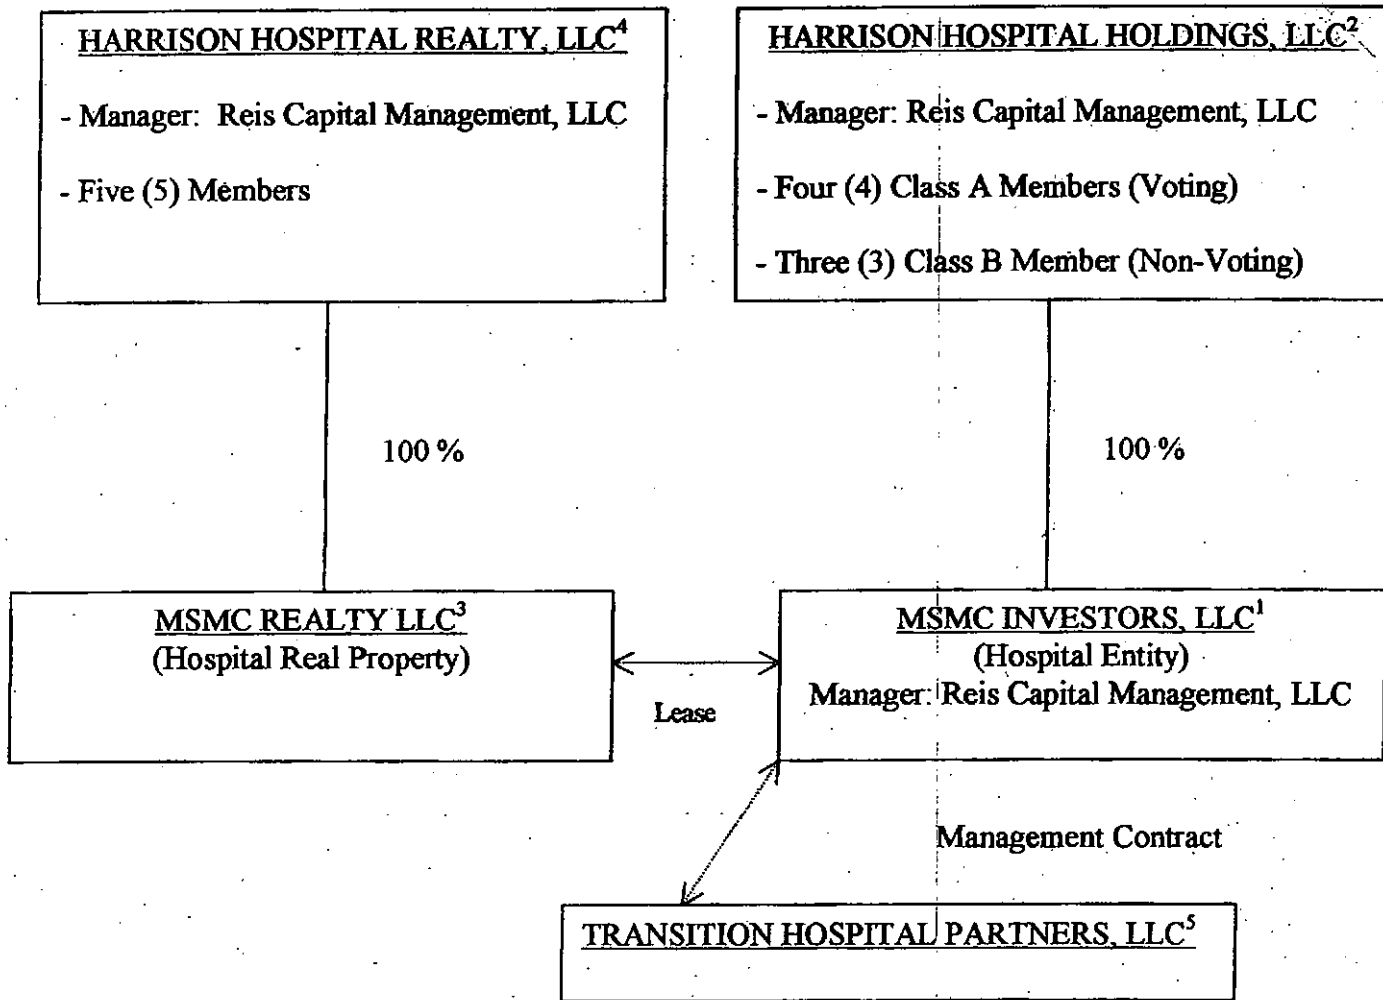 HARRISON HOSPITAL REALTY, LLC⁴
- Manager: Reis Capital Management, LLC
- Five (5) Members
HARRISON HOSPITAL HOLDINGS, LLC²
- Manager: Reis Capital Management, LLC
- Four (4) Class A Members (Voting)
- Three (3) Class B Member (Non-Voting)
100 %
100 %
MSMC REALTY LLC³
(Hospital Real Property)
Lease
MSMC INVESTORS, LLC¹
(Hospital Entity)
Manager: Reis Capital Management, LLC
Management Contract
TRANSITION HOSPITAL PARTNERS, LLC⁵